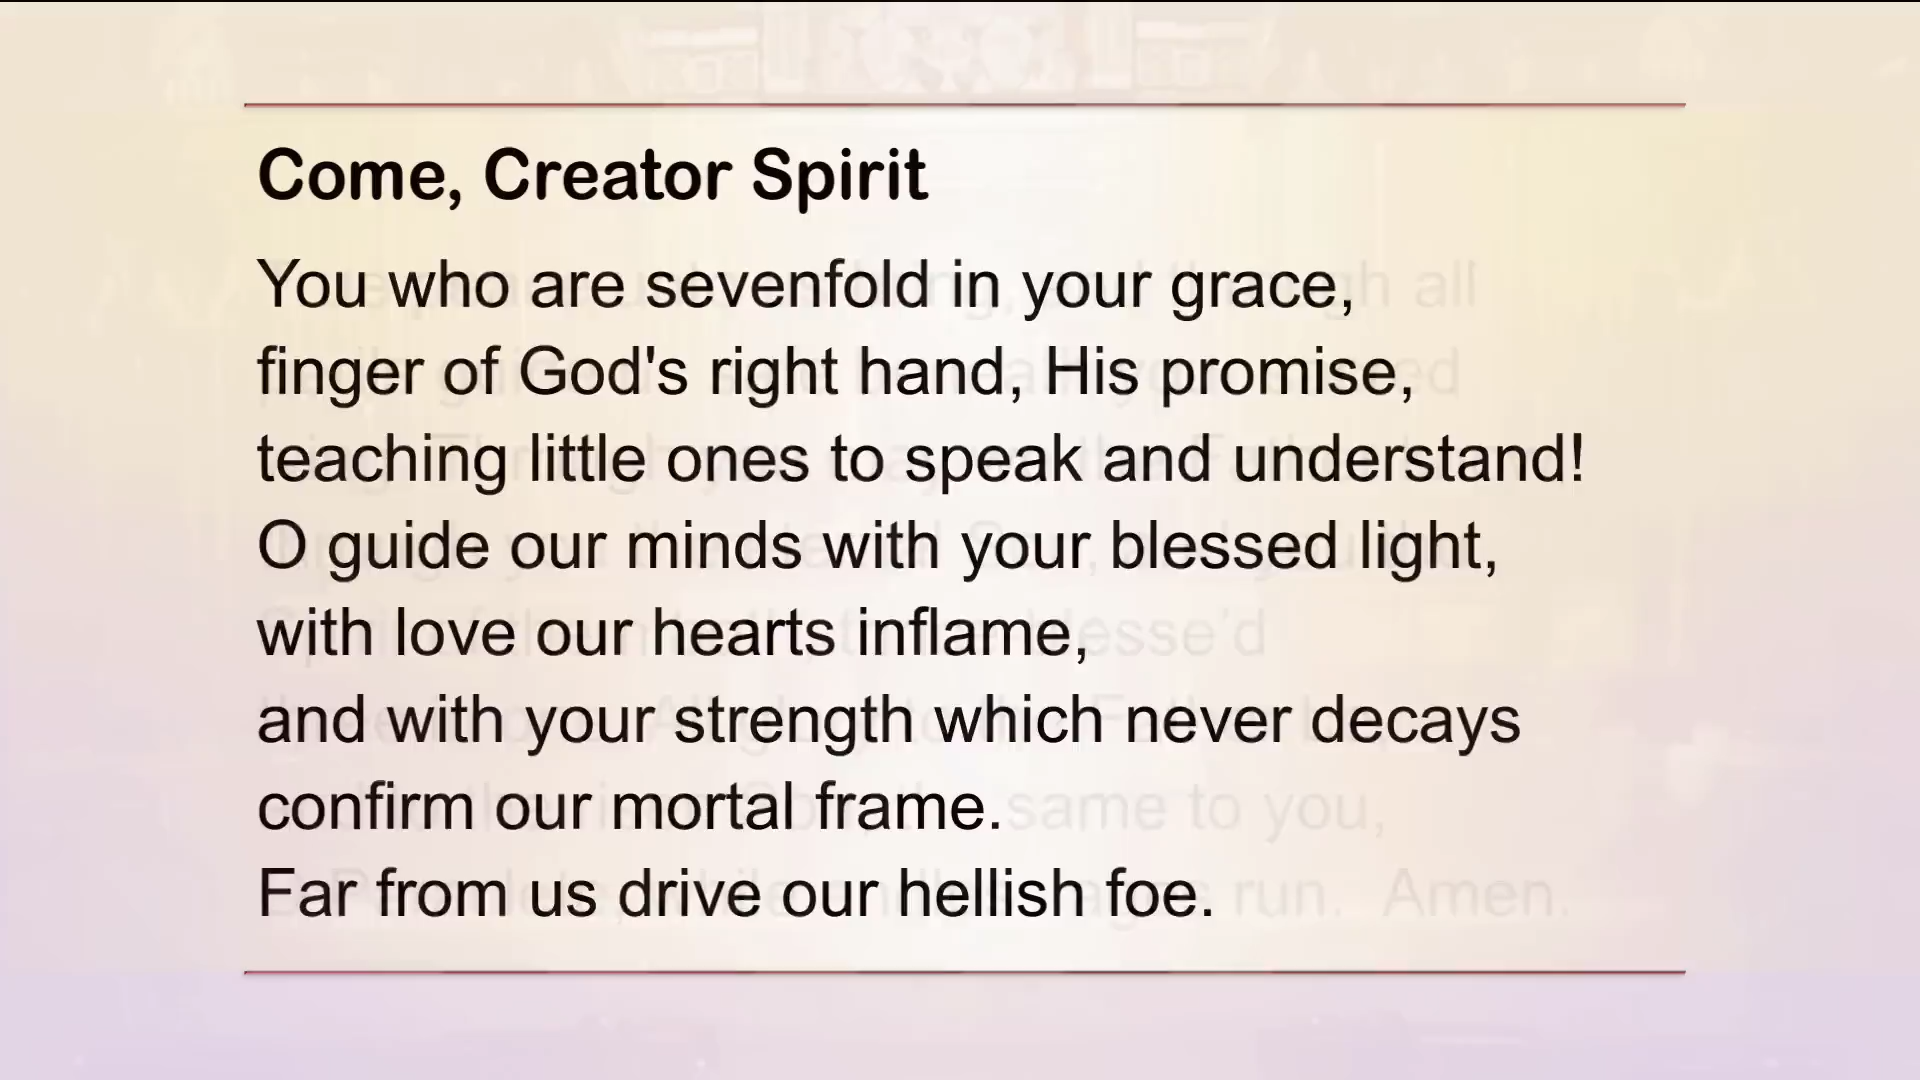 Come, Creator Spirit
You who are sevenfold in your grace,
finger of God's right hand, His promise,
teaching little ones to speak and understand!
O guide our minds with your blessed light,
with love our hearts inflame,
and with your strength which never decays
confirm our mortal frame.
Far from us drive our hellish foe.